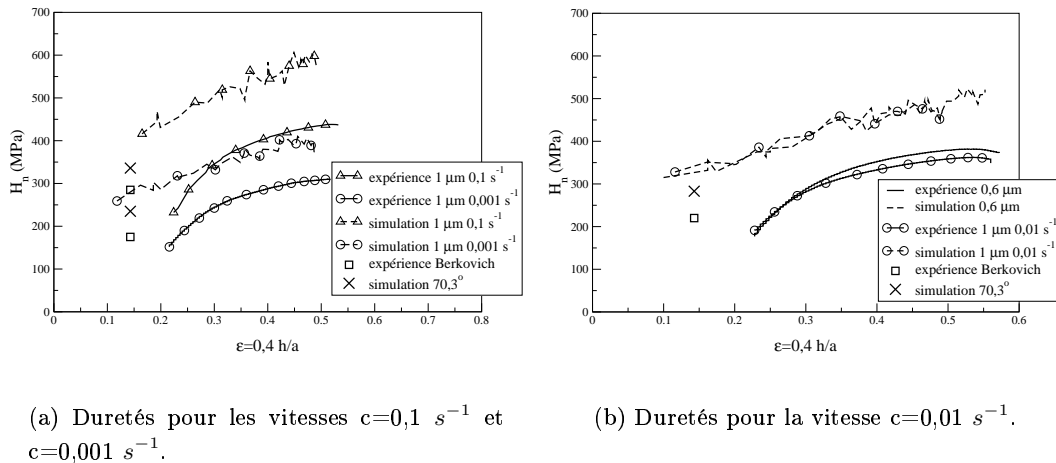 700
600
500
400
300
200
100
0
H_n (MPa)
0 0.1 0.2 0.3 0.4 0.5 0.6 0.7 0.8
ε=0,4 h/a
expérience 1 μm 0,1 s^-1
expérience 1 μm 0,001 s^-1
simulation 1 μm 0,1 s^-1
simulation 1 μm 0,001 s^-1
expérience Berkovich
simulation 70,3°
(a) Duretés pour les vitesses c=0,1 s^-1 et
c=0,001 s^-1.
700
600
500
400
300
200
100
0
H_n (MPa)
0 0.1 0.2 0.3 0.4 0.5 0.6
ε=0,4 h/a
expérience 0,6 μm
simulation 0,6 μm
expérience 1 μm 0,01 s^-1
simulation 1 μm 0,01 s^-1
expérience Berkovich
simulation 70,3°
(b) Duretés pour la vitesse c=0,01 s^-1.